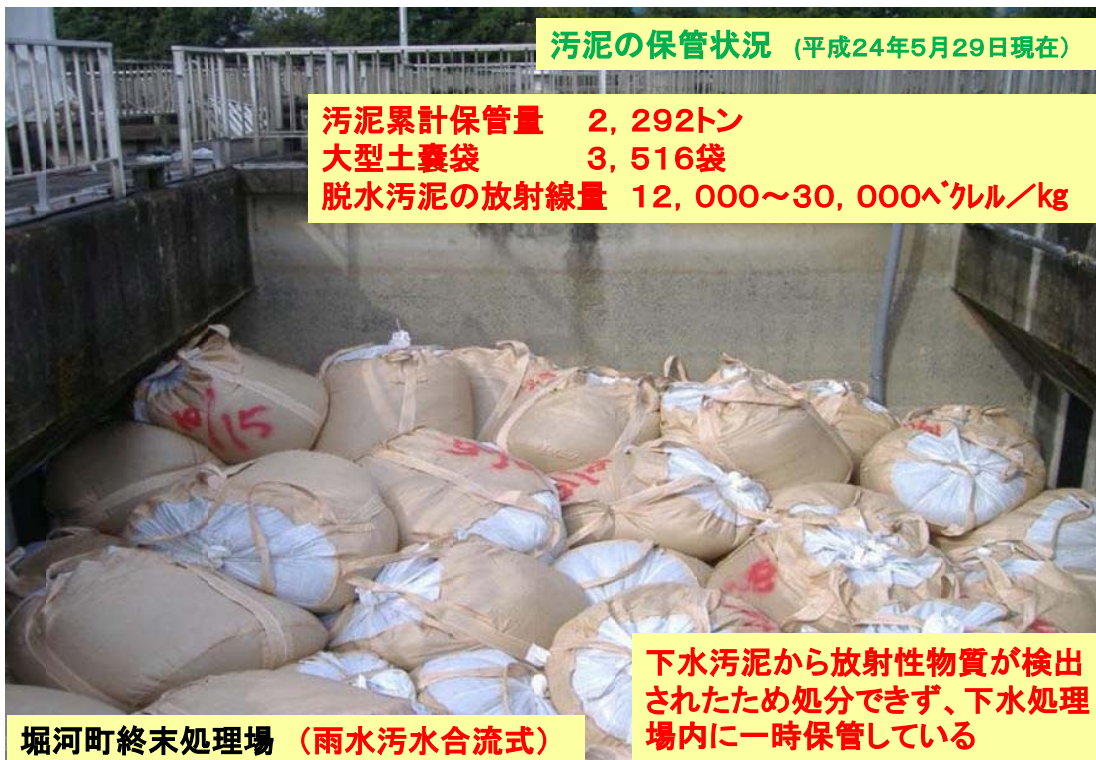 汚泥の保管状況 (平成24年5月29日現在)
汚泥累計保管量 2,292トン
大型土嚢袋 3,516袋
脱水汚泥の放射線量 12,000～30,000ﾍﾞｸﾚﾙ／kg
10/15
下水汚泥から放射性物質が検出
されたため処分できず、下水処理
場内に一時保管している
堀河町終末処理場 （雨水汚水合流式）